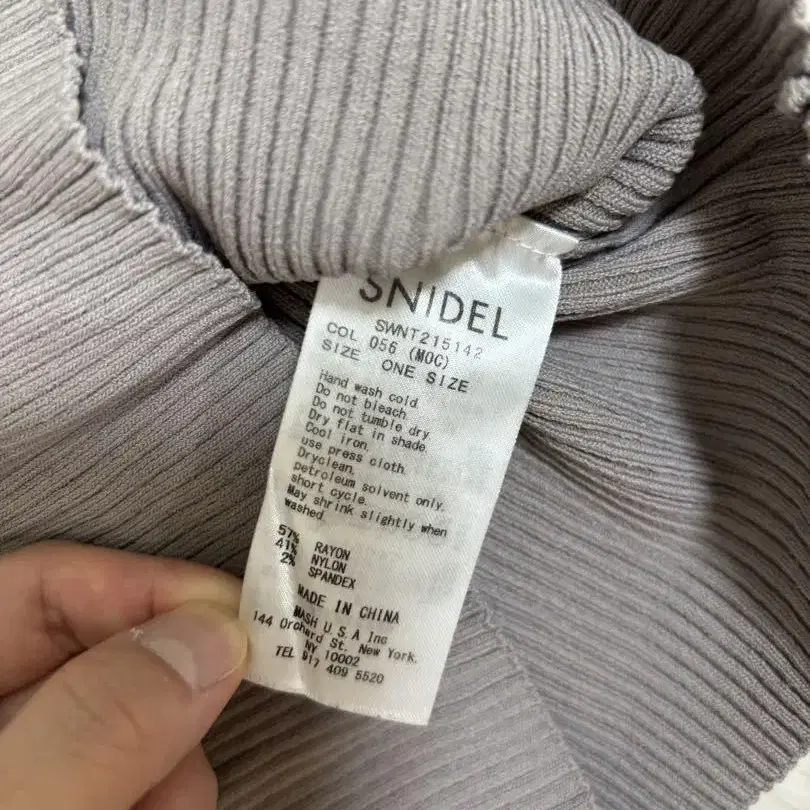 SNIDEL
SWNT215142
COL 056 (MOC)
SIZE ONE SIZE
Hand wash cold
Do not bleach
Do not tumble dry
Dry flat in shade
Cool iron,
use press cloth.
Dryclean,
petroleum solvent only.
short cycle.
May shrink slightly when
washed.
57% RAYON
41% NYLON
2% SPANDEX
MADE IN CHINA
MASH U.S.A Inc
144 Orchard St. New York.
NY 10002
TEL 917 409 5520